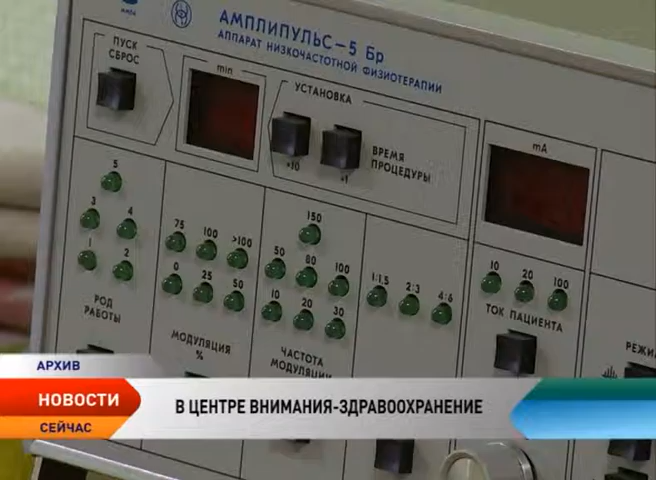 АМПЛИПУЛЬС-5 Бр
АППАРАТ НИЗКОЧАСТОТНОЙ ФИЗИОТЕРАПИИ
ПУСК
СБРОС
min
УСТАНОВКА
×10
×1
ВРЕМЯ
ПРОЦЕДУРЫ
mA
5
3 4
1 2
РОД
РАБОТЫ
75 100 >100
0 25 50
МОДУЛЯЦИЯ
%
150
50 80 100
10 20 30
ЧАСТОТА
МОДУЛЯЦИИ
1:1,5 2:3 4:6
10 20 100
ТОК ПАЦИЕНТА
АРХИВ
НОВОСТИ
СЕЙЧАС
В ЦЕНТРЕ ВНИМАНИЯ-ЗДРАВООХРАНЕНИЕ